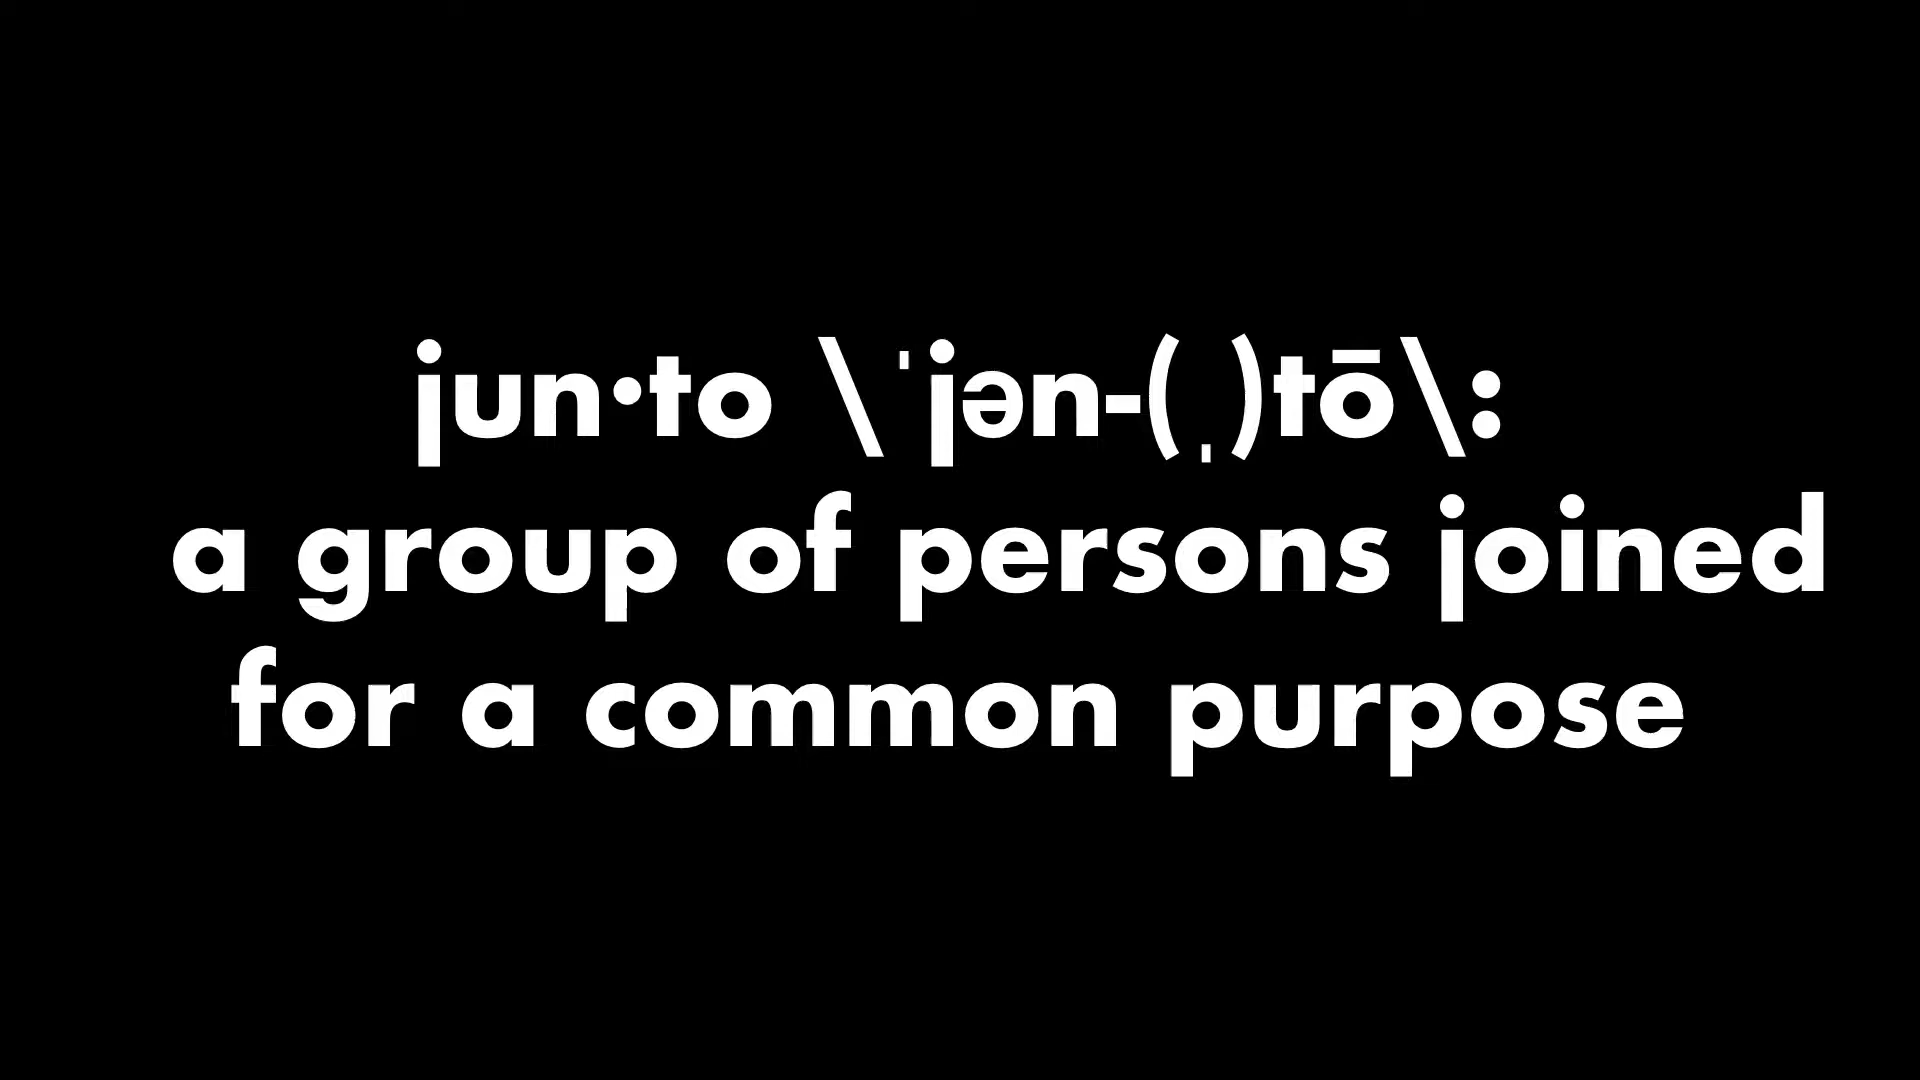 jun•to \ˈjən-(ˌ)tō\:
a group of persons joined
for a common purpose